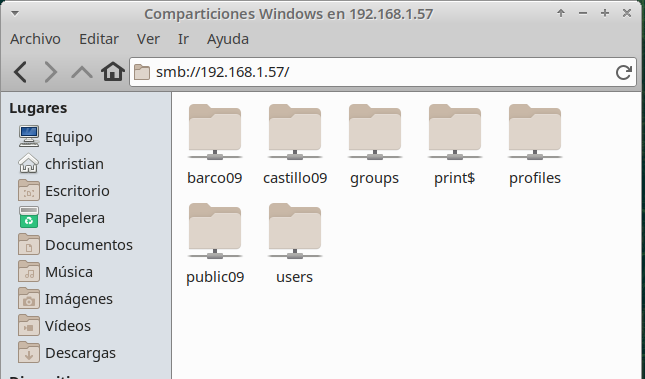 Comparticiones Windows en 192.168.1.57
Archivo Editar Ver Ir Ayuda
smb://192.168.1.57/
Lugares
Equipo
christian
Escritorio
Papelera
Documentos
Música
Imágenes
Vídeos
Descargas
barco09 castillo09 groups print$ profiles
public09 users